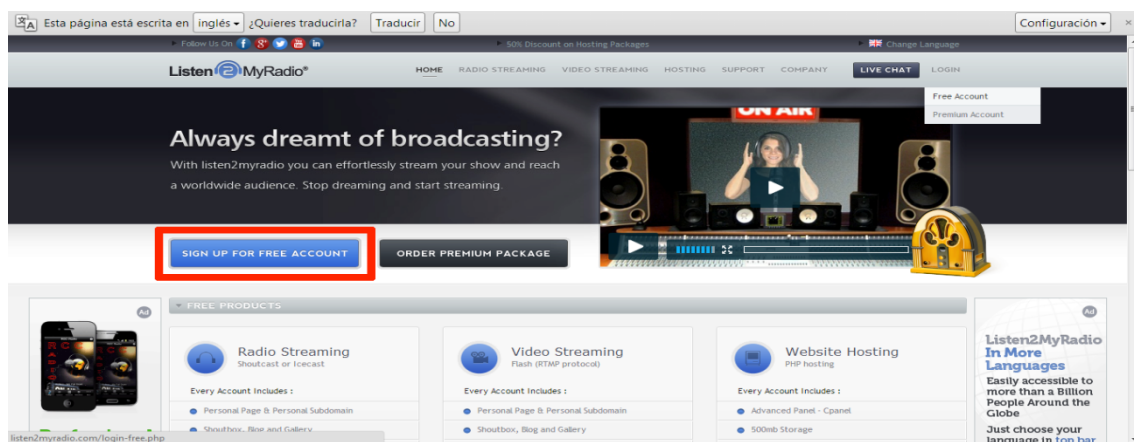 Esta página está escrita en inglés ¿Quieres traducirla? Traducir No Configuración
Follow Us On 50% Discount on Hosting Packages Change Language
Listen2MyRadio® HOME RADIO STREAMING VIDEO STREAMING HOSTING SUPPORT COMPANY LIVE CHAT LOGIN
Free Account
Premium Account
ON AIR
Always dreamt of broadcasting?
With listen2myradio you can effortlessly stream your show and reach
a worldwide audience. Stop dreaming and start streaming.
SIGN UP FOR FREE ACCOUNT ORDER PREMIUM PACKAGE
FREE PRODUCTS
Ad
Radio Streaming
Shoutcast or Icecast
Every Account Includes :
Personal Page & Personal Subdomain
Shoutbox, Blog and Gallery
Video Streaming
Flash (RTMP protocol)
Every Account Includes :
Personal Page & Personal Subdomain
Shoutbox, Blog and Gallery
Website Hosting
PHP hosting
Every Account Includes :
Advanced Panel - Cpanel
500mb Storage
Ad
Listen2MyRadio
In More
Languages
Easily accessible to
more than a Billion
People Around the
Globe
Just choose your
language in top bar
listen2myradio.com/login-free.php